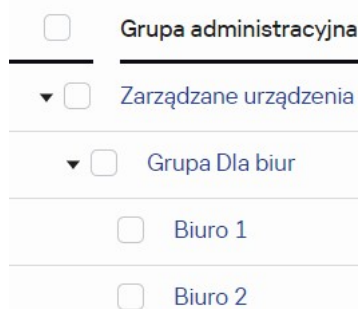 Grupa administracyjna
Zarządzane urządzenia
Grupa Dla biur
Biuro 1
Biuro 2